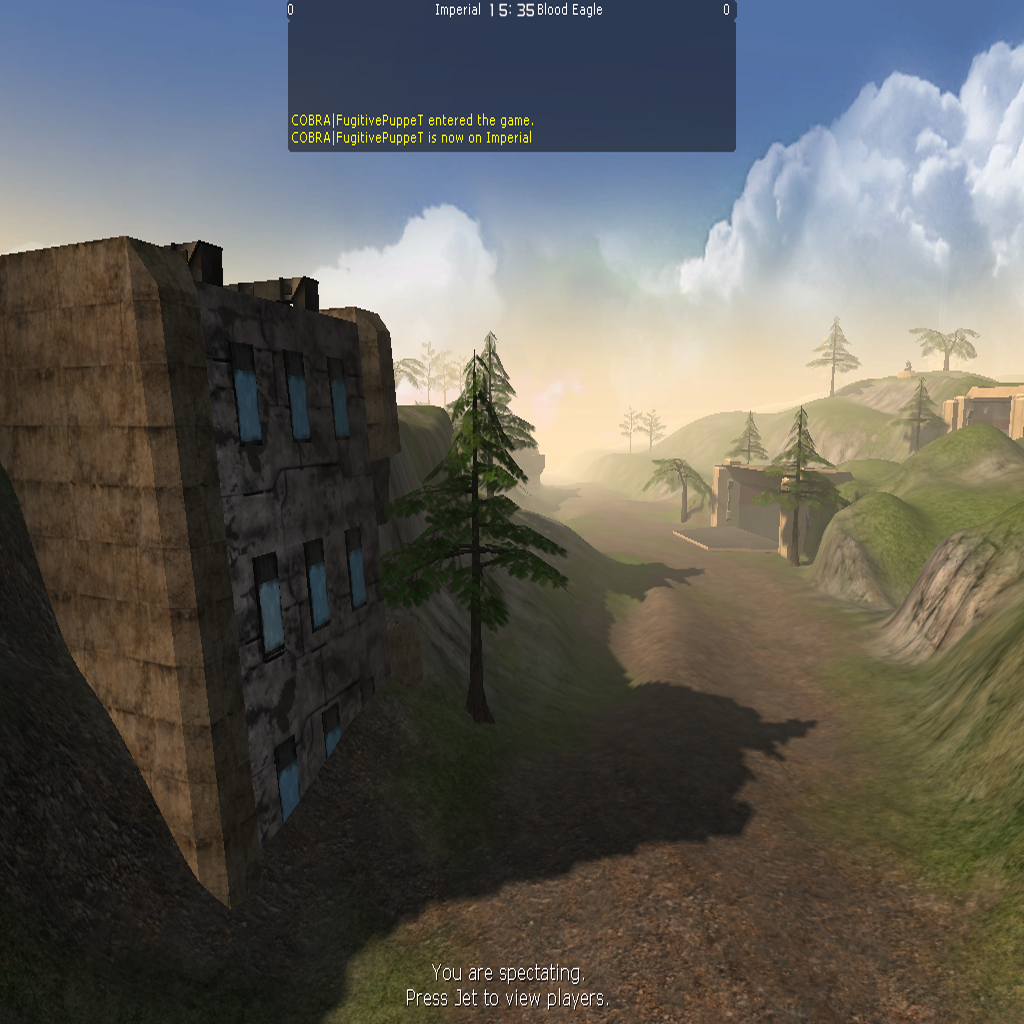 0 Imperial 15:35 Blood Eagle 0
COBRA|FugitivePuppeT entered the game.
COBRA|FugitivePuppeT is now on Imperial
You are spectating.
Press Jet to view players.